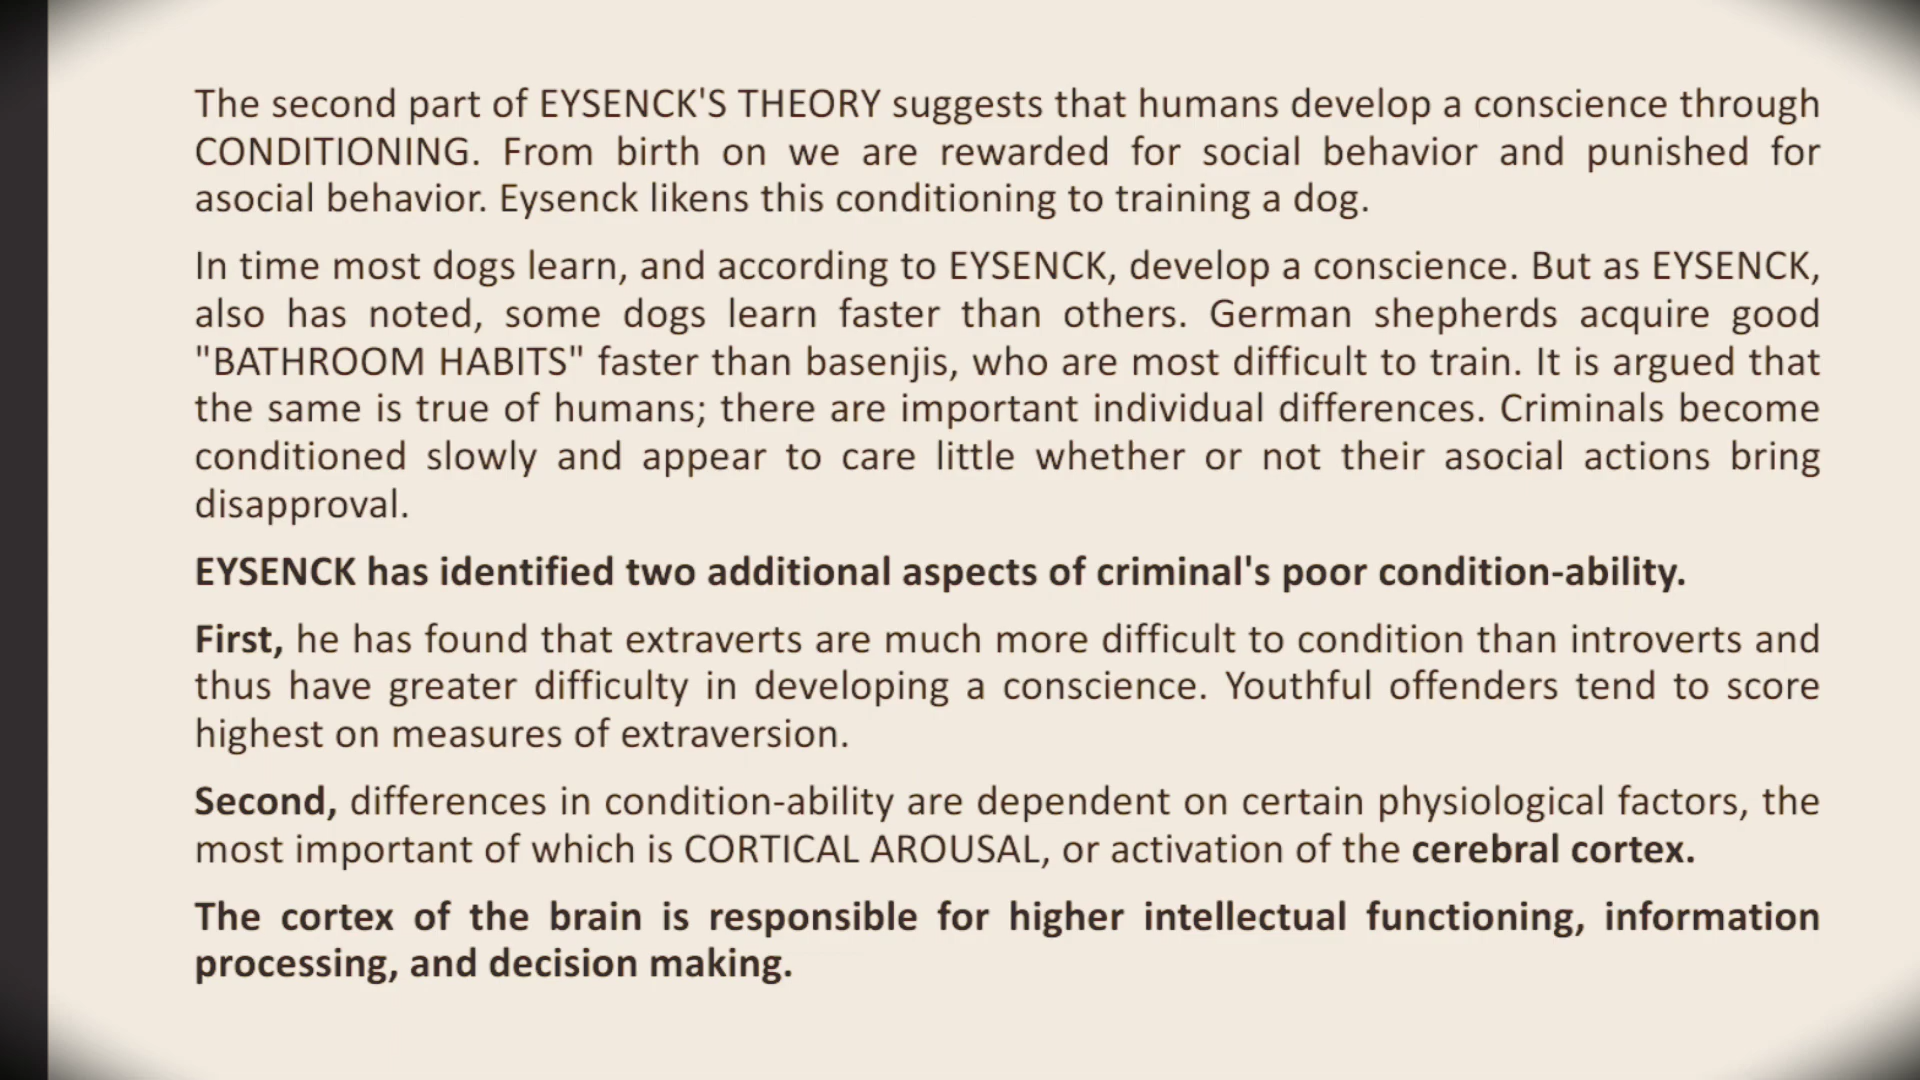 The second part of EYSENCK'S THEORY suggests that humans develop a conscience through
CONDITIONING. From birth on we are rewarded for social behavior and punished for
asocial behavior. Eysenck likens this conditioning to training a dog.
In time most dogs learn, and according to EYSENCK, develop a conscience. But as EYSENCK,
also has noted, some dogs learn faster than others. German shepherds acquire good
"BATHROOM HABITS" faster than basenjis, who are most difficult to train. It is argued that
the same is true of humans; there are important individual differences. Criminals become
conditioned slowly and appear to care little whether or not their asocial actions bring
disapproval.
EYSENCK has identified two additional aspects of criminal's poor condition-ability.
First, he has found that extraverts are much more difficult to condition than introverts and
thus have greater difficulty in developing a conscience. Youthful offenders tend to score
highest on measures of extraversion.
Second, differences in condition-ability are dependent on certain physiological factors, the
most important of which is CORTICAL AROUSAL, or activation of the cerebral cortex.
The cortex of the brain is responsible for higher intellectual functioning, information
processing, and decision making.